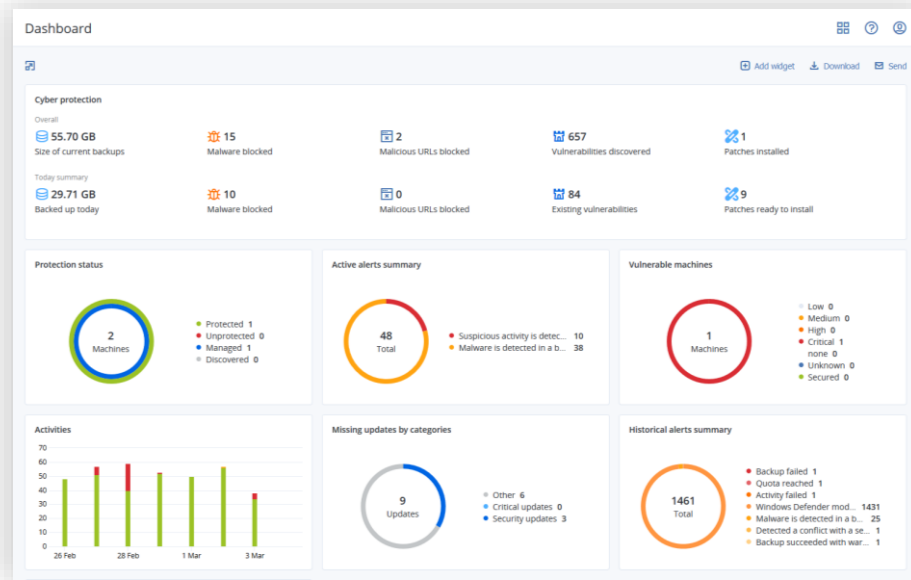 Dashboard
Add widget Download Send
Cyber protection
Overall
55.70 GB 15 2 657 1
Size of current backups Malware blocked Malicious URLs blocked Vulnerabilities discovered Patches installed
Today summary
29.71 GB 10 0 84 9
Backed up today Malware blocked Malicious URLs blocked Existing vulnerabilities Patches ready to install
Protection status
2
Machines
Protected 1
Unprotected 0
Managed 1
Discovered 0
Active alerts summary
48
Total
Suspicious activity is detec... 10
Malware is detected in a b... 38
Vulnerable machines
1
Machines
Low 0
Medium 0
High 0
Critical 1
none 0
Unknown 0
Secured 0
Activities
70
60
50
40
30
20
10
0
26 Feb 28 Feb 1 Mar 3 Mar
Missing updates by categories
9
Updates
Other 6
Critical updates 0
Security updates 3
Historical alerts summary
1461
Total
Backup failed 1
Quota reached 1
Activity failed 1
Windows Defender mod... 1431
Malware is detected in a b... 25
Detected a conflict with a se... 1
Backup succeeded with war... 1